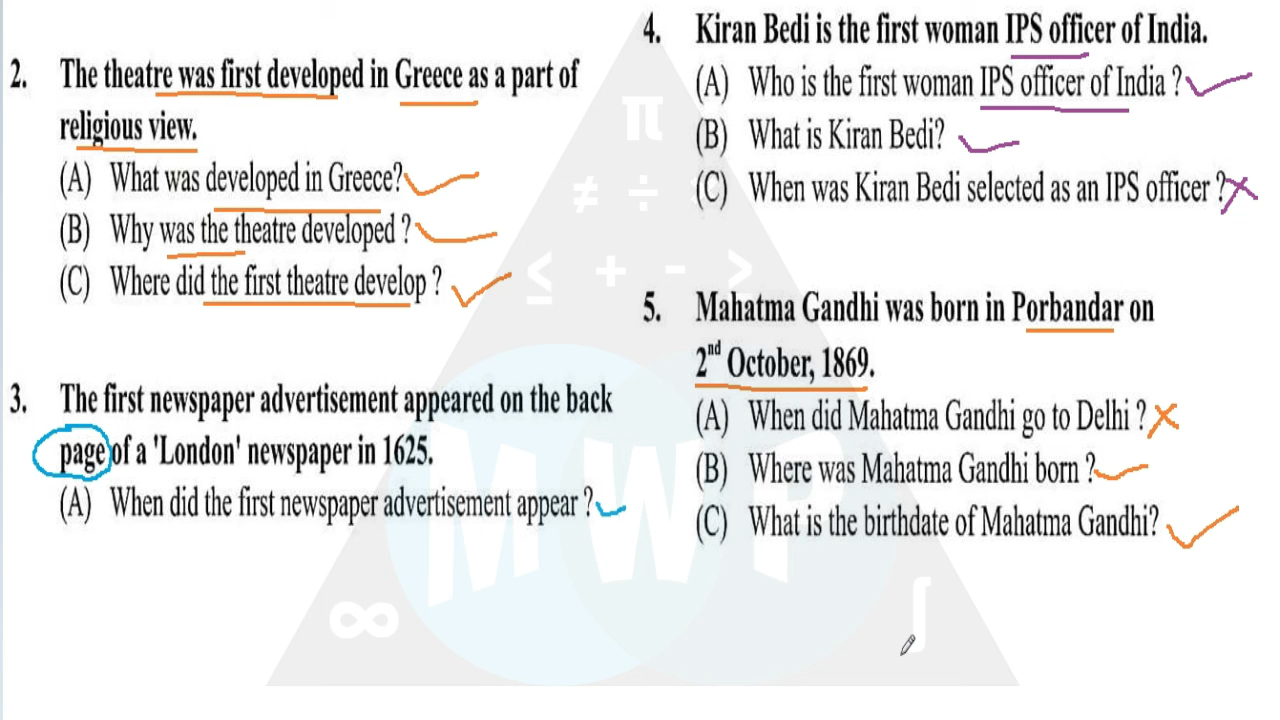 2. The theatre was first developed in Greece as a part of
religious view.
(A) What was developed in Greece?
(B) Why was the theatre developed ?
(C) Where did the first theatre develop ?
3. The first newspaper advertisement appeared on the back
page of a 'London' newspaper in 1625.
(A) When did the first newspaper advertisement appear ?
4. Kiran Bedi is the first woman IPS officer of India.
(A) Who is the first woman IPS officer of India ?
(B) What is Kiran Bedi?
(C) When was Kiran Bedi selected as an IPS officer ?
5. Mahatma Gandhi was born in Porbandar on
2nd October, 1869.
(A) When did Mahatma Gandhi go to Delhi ?
(B) Where was Mahatma Gandhi born ?
(C) What is the birthdate of Mahatma Gandhi?
π
≠ ÷
≤ + - >
MWP
∞ ∫